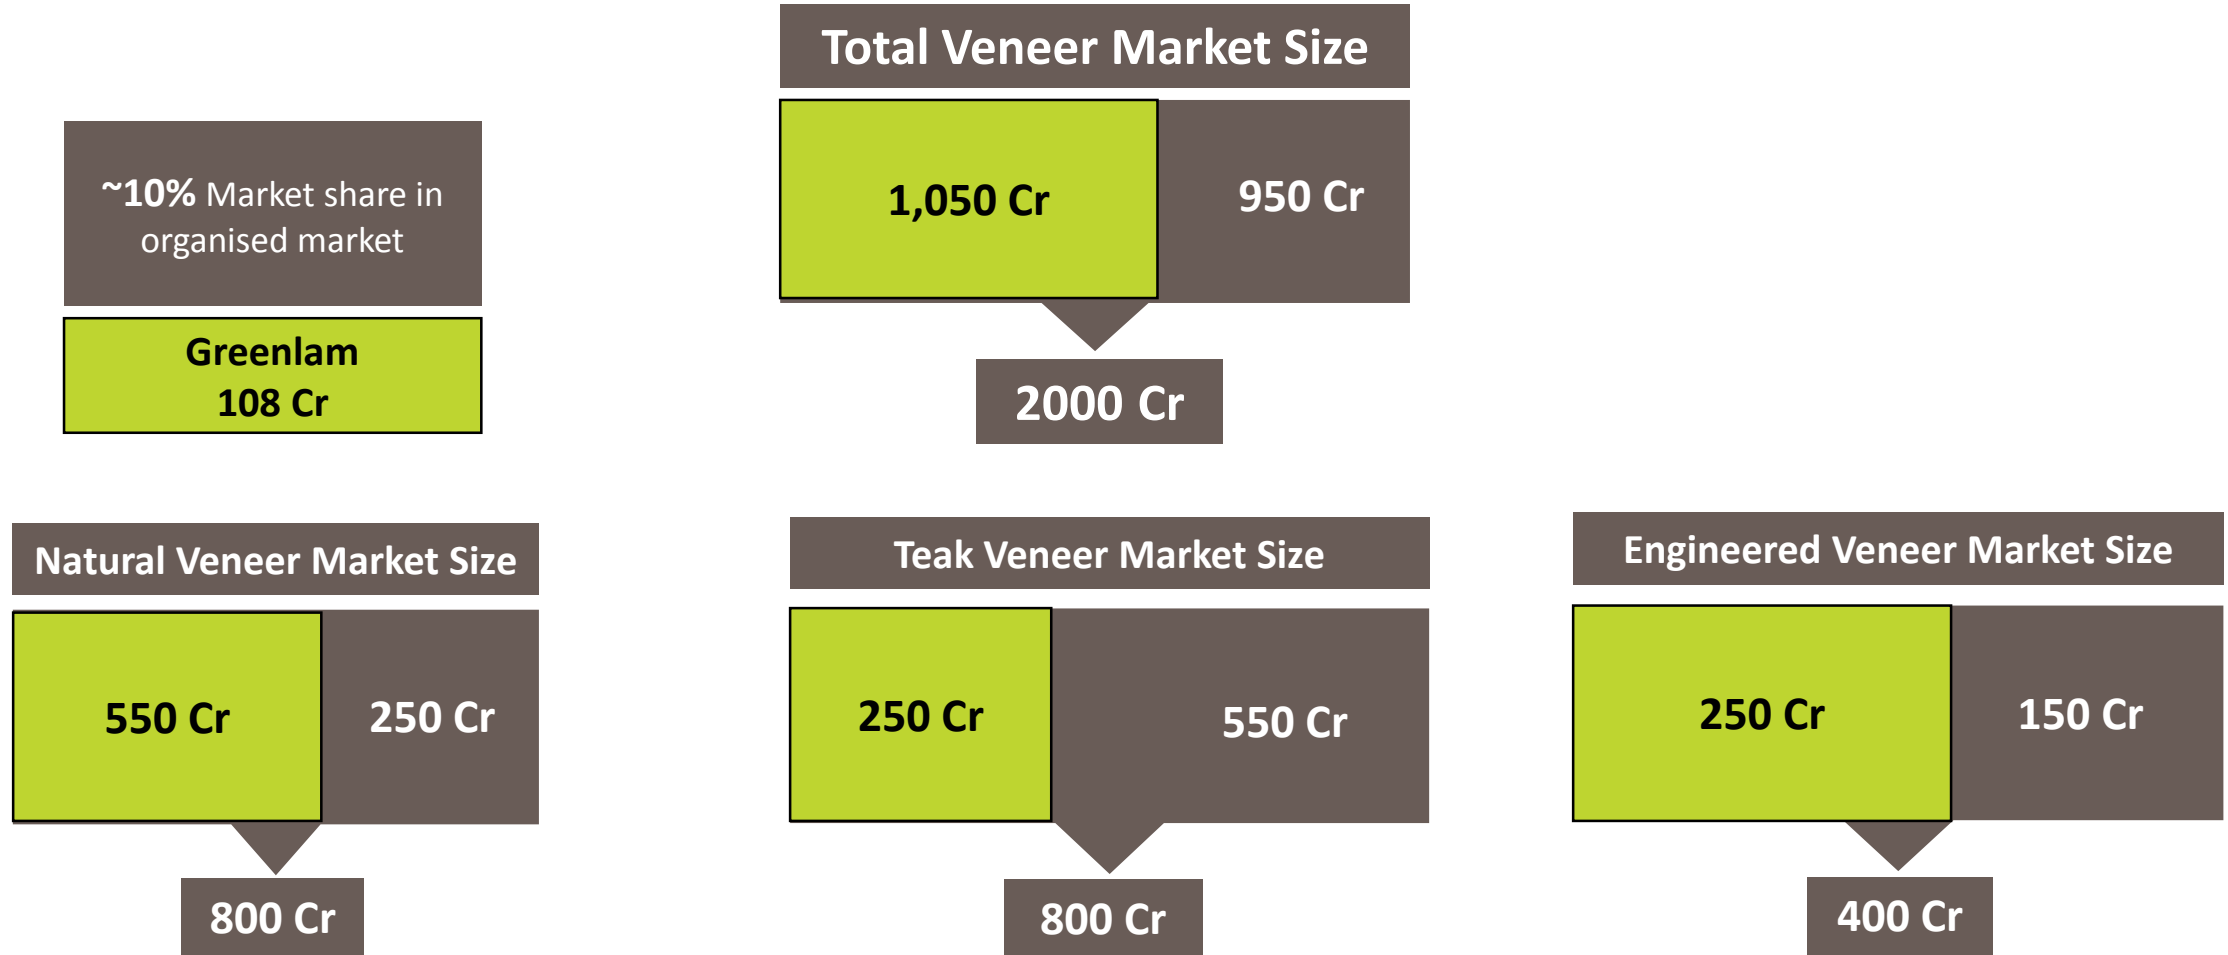 Total Veneer Market Size
1,050 Cr
950 Cr
2000 Cr
~10% Market share in
organised market
Greenlam
108 Cr
Natural Veneer Market Size
550 Cr
250 Cr
800 Cr
Teak Veneer Market Size
250 Cr
550 Cr
800 Cr
Engineered Veneer Market Size
250 Cr
150 Cr
400 Cr